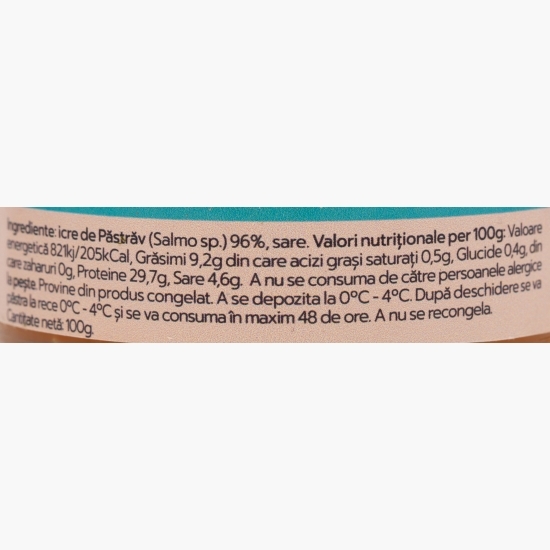 Ingrediente: icre de Păstrăv (Salmo sp.) 96%, sare. Valori nutriționale per 100g: Valoare
energetică 821kj/205kCal, Grăsimi 9,2g din care acizi grași saturați 0,5g, Glucide 0,4g, din
care zaharuri 0g, Proteine 29,7g, Sare 4,6g. A nu se consuma de către persoanele alergice
la pește. Provine din produs congelat. A se depozita la 0°C - 4°C. După deschidere se va
păstra la rece 0°C - 4°C și se va consuma în maxim 48 de ore. A nu se recongela.
Cantitate netă: 100g.